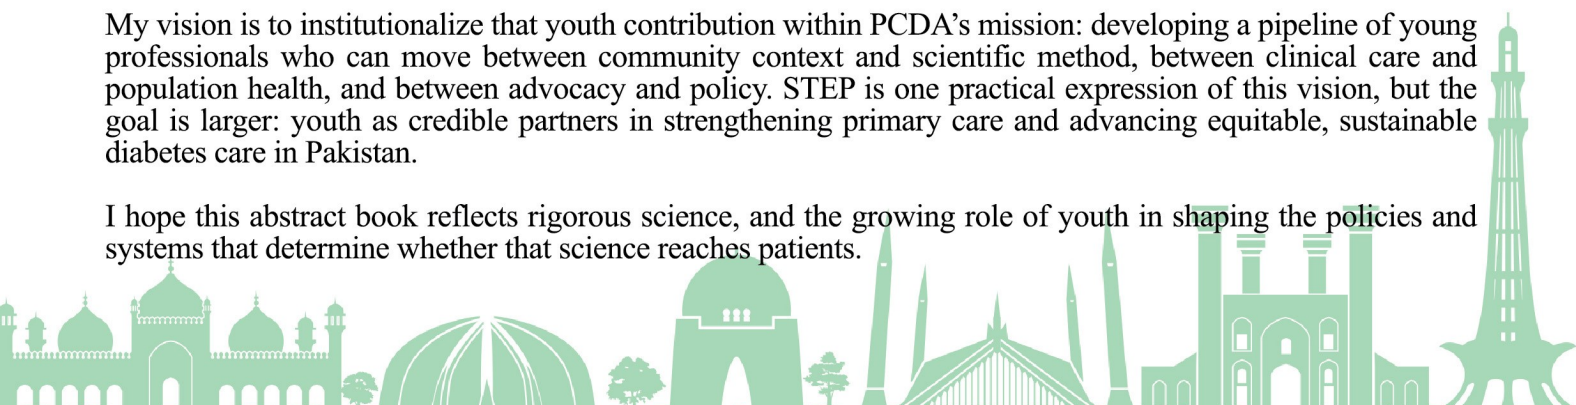 My vision is to institutionalize that youth contribution within PCDA’s mission: developing a pipeline of young
professionals who can move between community context and scientific method, between clinical care and
population health, and between advocacy and policy. STEP is one practical expression of this vision, but the
goal is larger: youth as credible partners in strengthening primary care and advancing equitable, sustainable
diabetes care in Pakistan.
I hope this abstract book reflects rigorous science, and the growing role of youth in shaping the policies and
systems that determine whether that science reaches patients.